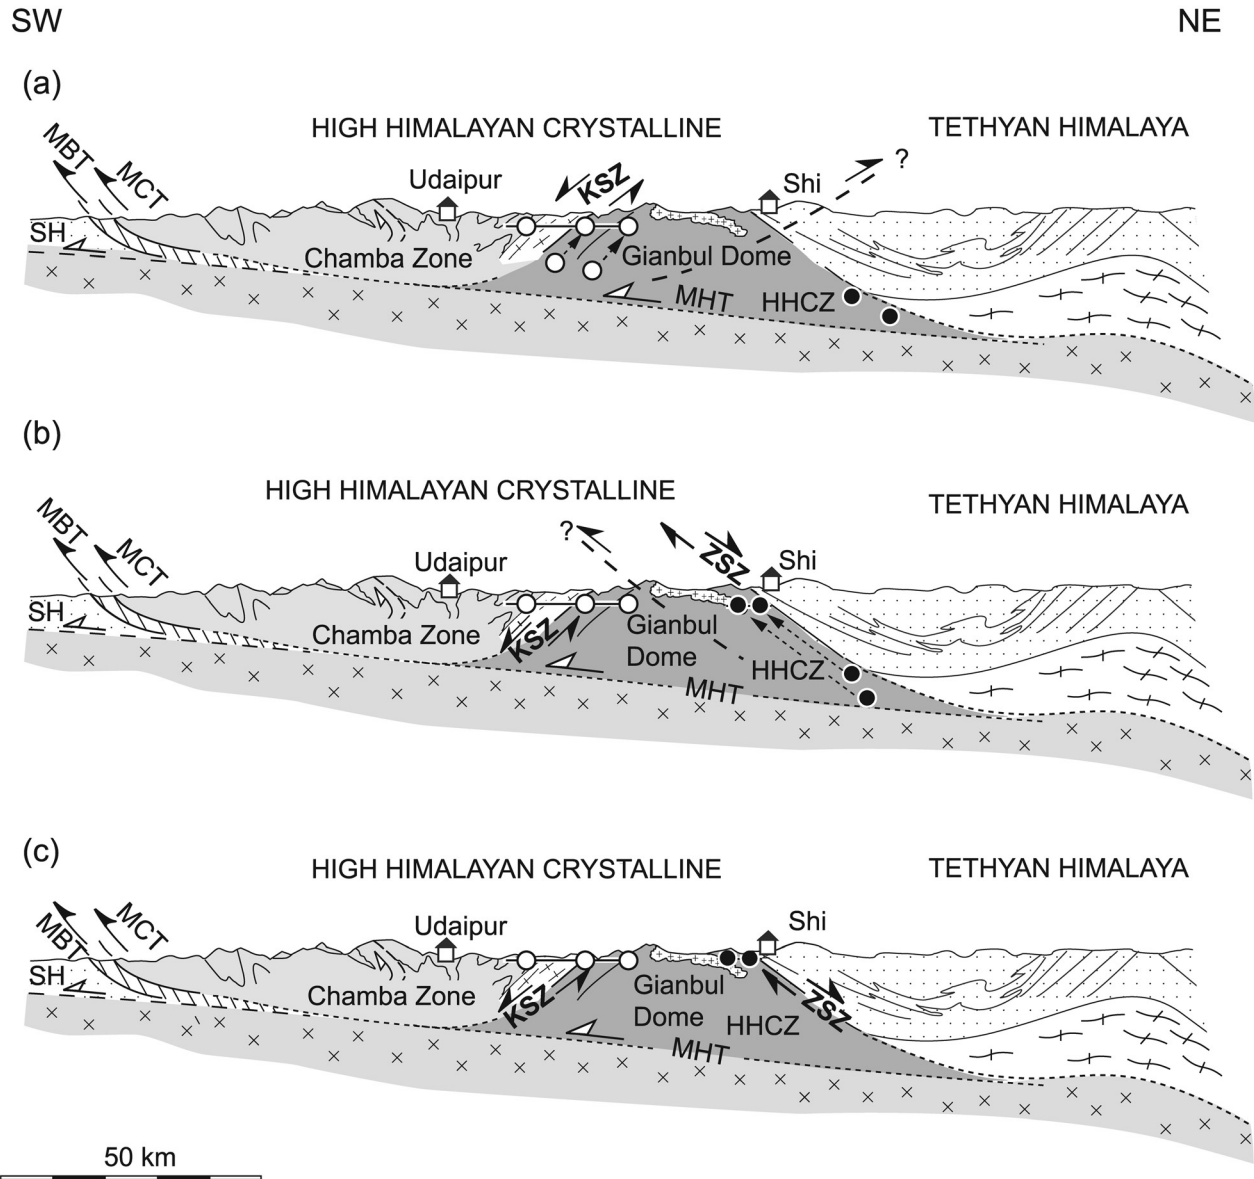 SW
NE
(a)
HIGH HIMALAYAN CRYSTALLINE
TETHYAN HIMALAYA
MBT
MCT
Udaipur
KSZ
?
Shi
SH
Chamba Zone
Gianbul Dome
MHT
HHCZ
(b)
HIGH HIMALAYAN CRYSTALLINE
TETHYAN HIMALAYA
MBT
MCT
Udaipur
?
ZSZ
Shi
SH
Chamba Zone
KSZ
Gianbul
Dome
HHCZ
MHT
(c)
HIGH HIMALAYAN CRYSTALLINE
TETHYAN HIMALAYA
MBT
MCT
Udaipur
Shi
SH
Chamba Zone
KSZ
Gianbul
Dome
HHCZ
ZSZ
MHT
50 km